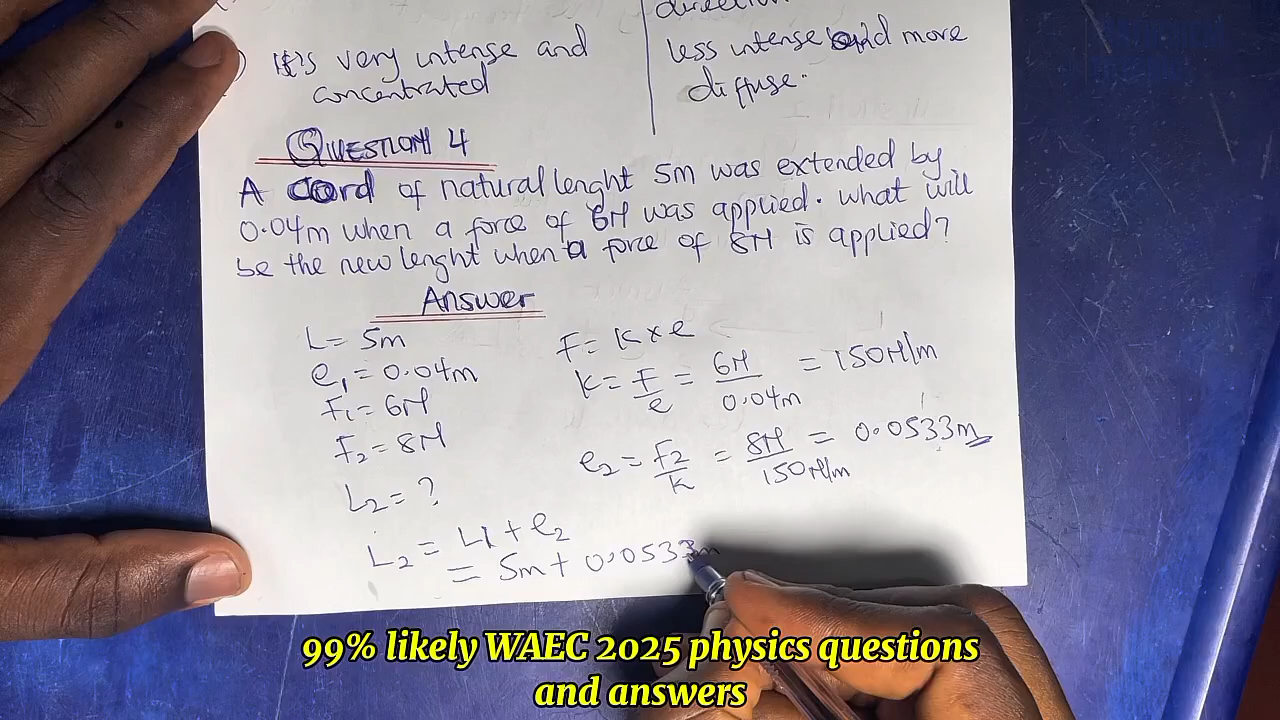 direction
It's very intense and
concentrated
less intense and more
diffuse.
QUESTION 4
A Cord of natural lenght 5m was extended by
0.04m when a force of 6N was applied. what will
be the new lenght when a force of 8N is applied?
Answer
L = 5m
e₁ = 0.04m
F₁ = 6N
F₂ = 8N
L₂ = ?
F = K x e
K = F/e = 6N/0.04m = 150N/m
e₂ = F₂/K = 8N/150N/m = 0.0533m
L₂ = L1 + e₂
= 5m + 0.0533m
99% likely WAEC 2025 physics questions
and answers